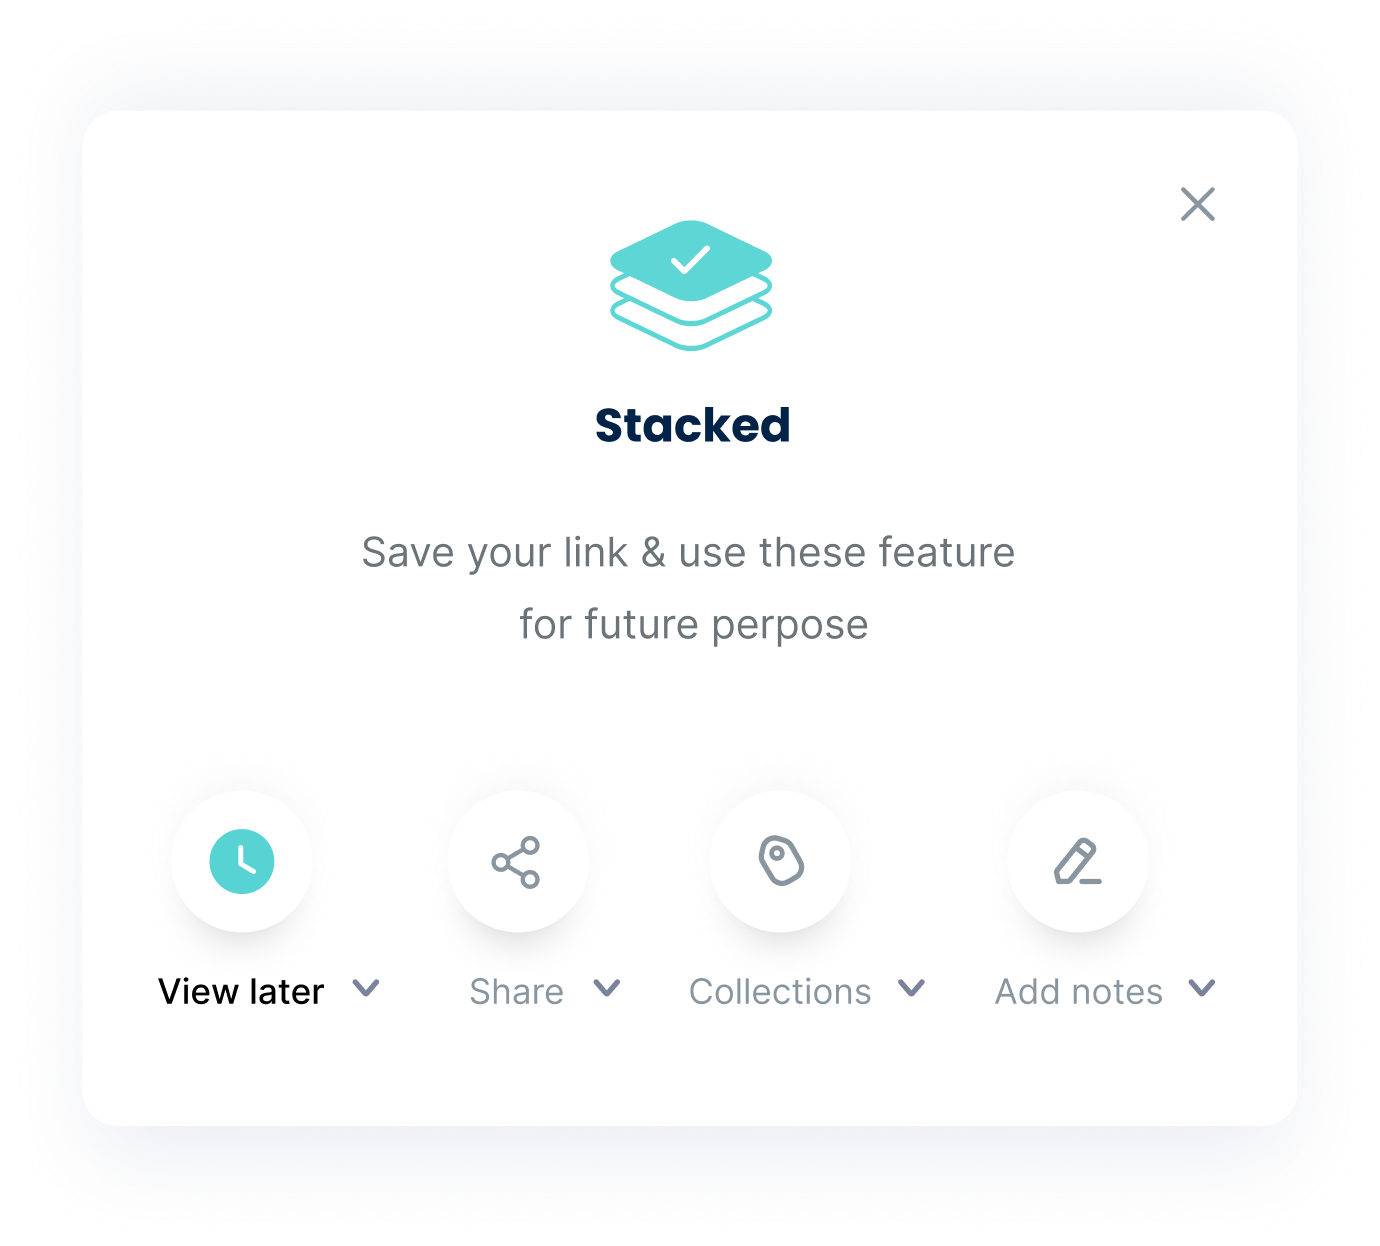 Stacked
Save your link & use these feature
for future perpose
View later
Share
Collections
Add notes